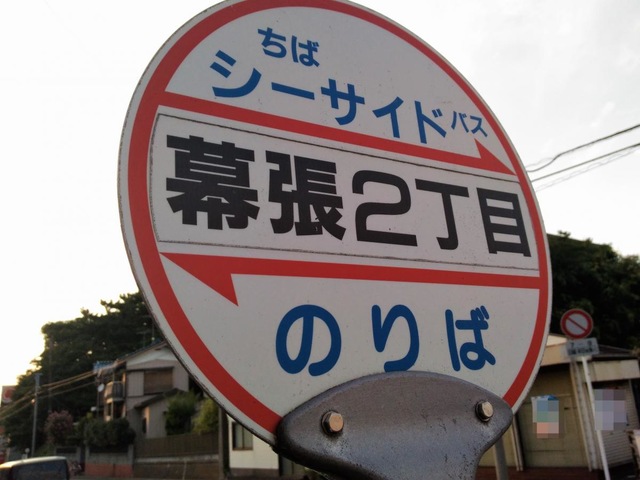 ちば
シーサイドバス
幕張2丁目
のりば